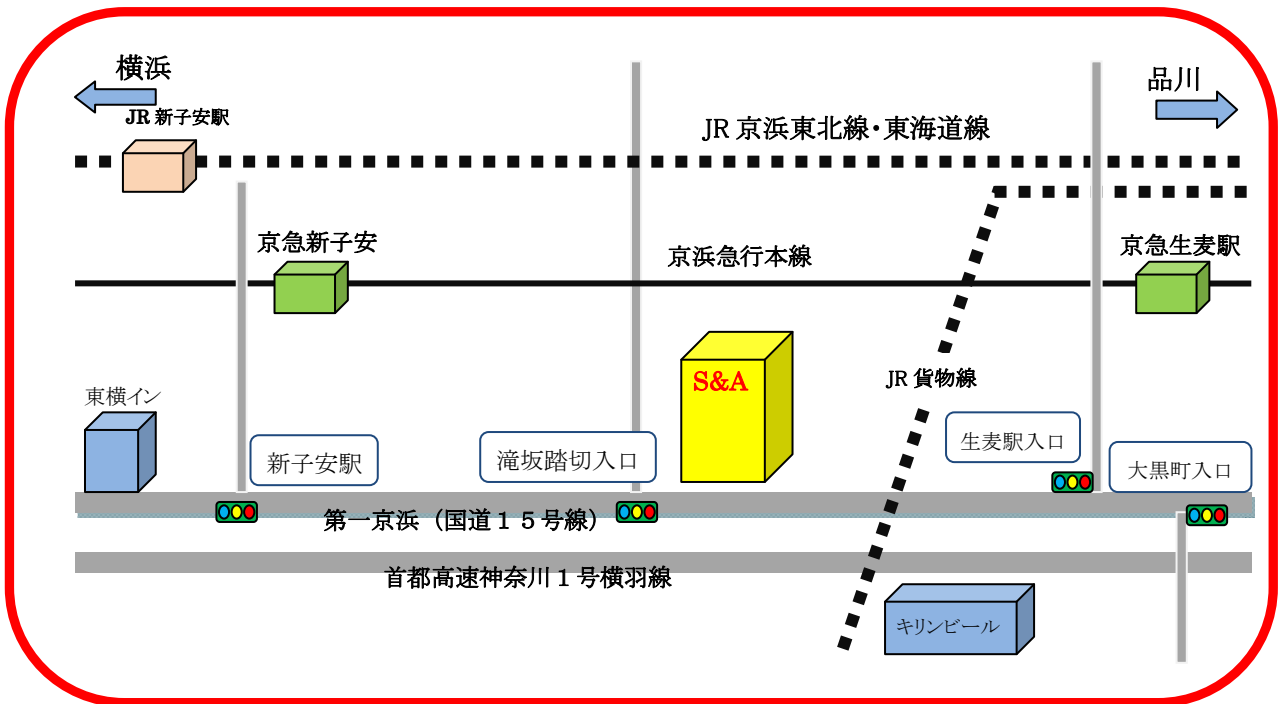 横浜
品川
JR 新子安駅
JR 京浜東北線・東海道線
京急新子安
京浜急行本線
京急生麦駅
S&A
JR 貨物線
東横イン
新子安駅
滝坂踏切入口
生麦駅入口
大黒町入口
第一京浜（国道１５号線）
首都高速神奈川１号横羽線
キリンビール